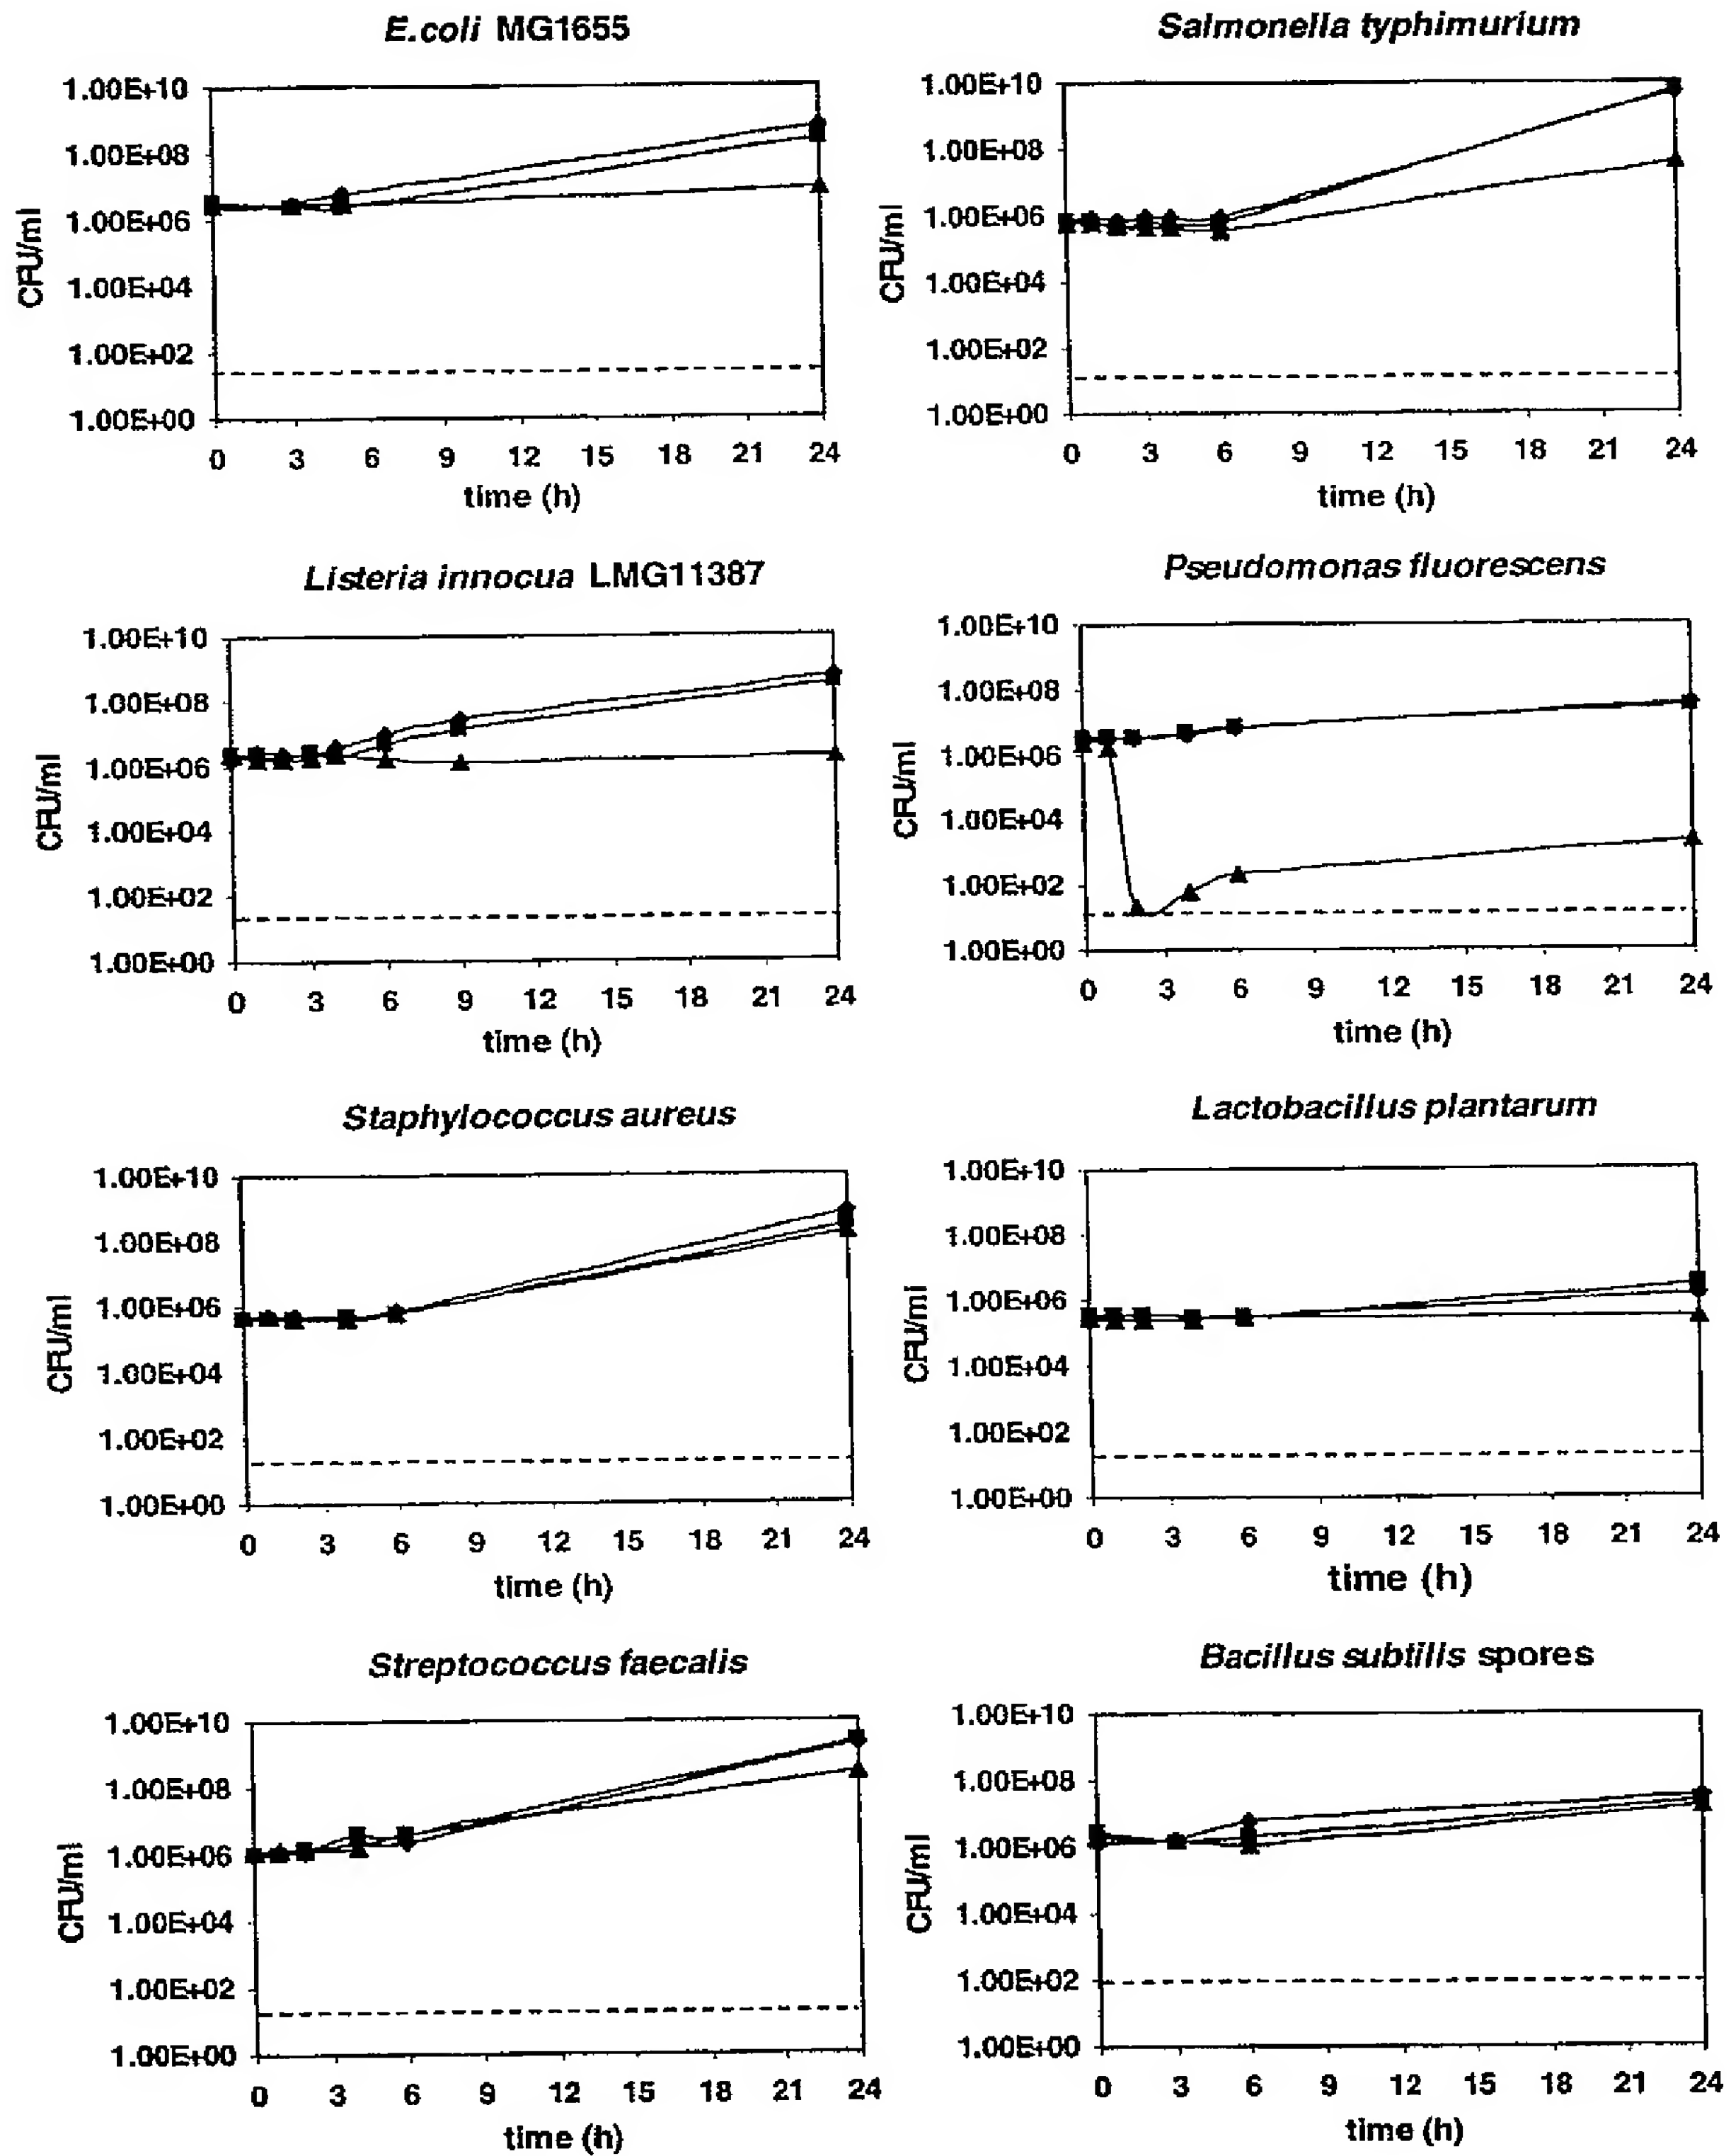 E.coli MG1655
1.00E+10
1.00E+08
1.00E+06
1.00E+04
1.00E+02
1.00E+00
CFU/ml
0 3 6 9 12 15 18 21 24
time (h)
Salmonella typhimurium
1.00E+10
1.00E+08
1.00E+06
1.00E+04
1.00E+02
1.00E+00
CFU/ml
0 3 6 9 12 15 18 21 24
time (h)
Listeria innocua LMG11387
1.00E+10
1.00E+08
1.00E+06
1.00E+04
1.00E+02
1.00E+00
CFU/ml
0 3 6 9 12 15 18 21 24
time (h)
Pseudomonas fluorescens
1.00E+10
1.00E+08
1.00E+06
1.00E+04
1.00E+02
1.00E+00
CFU/ml
0 3 6 9 12 15 18 21 24
time (h)
Staphylococcus aureus
1.00E+10
1.00E+08
1.00E+06
1.00E+04
1.00E+02
1.00E+00
CFU/ml
0 3 6 9 12 15 18 21 24
time (h)
Lactobacillus plantarum
1.00E+10
1.00E+08
1.00E+06
1.00E+04
1.00E+02
1.00E+00
CFU/ml
0 3 6 9 12 15 18 21 24
time (h)
Streptococcus faecalis
1.00E+10
1.00E+08
1.00E+06
1.00E+04
1.00E+02
1.00E+00
CFU/ml
0 3 6 9 12 15 18 21 24
time (h)
Bacillus subtilis spores
1.00E+10
1.00E+08
1.00E+06
1.00E+04
1.00E+02
1.00E+00
CFU/ml
0 3 6 9 12 15 18 21 24
time (h)